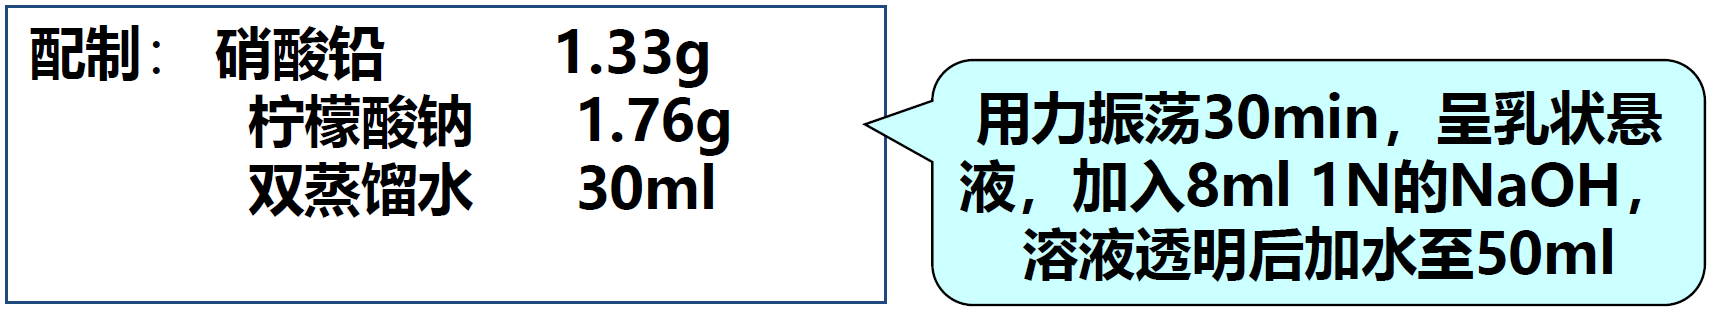 配制： 硝酸铅 1.33g
柠檬酸钠 1.76g
双蒸馏水 30ml
用力振荡30min，呈乳状悬
液，加入8ml 1N的NaOH，
溶液透明后加水至50ml